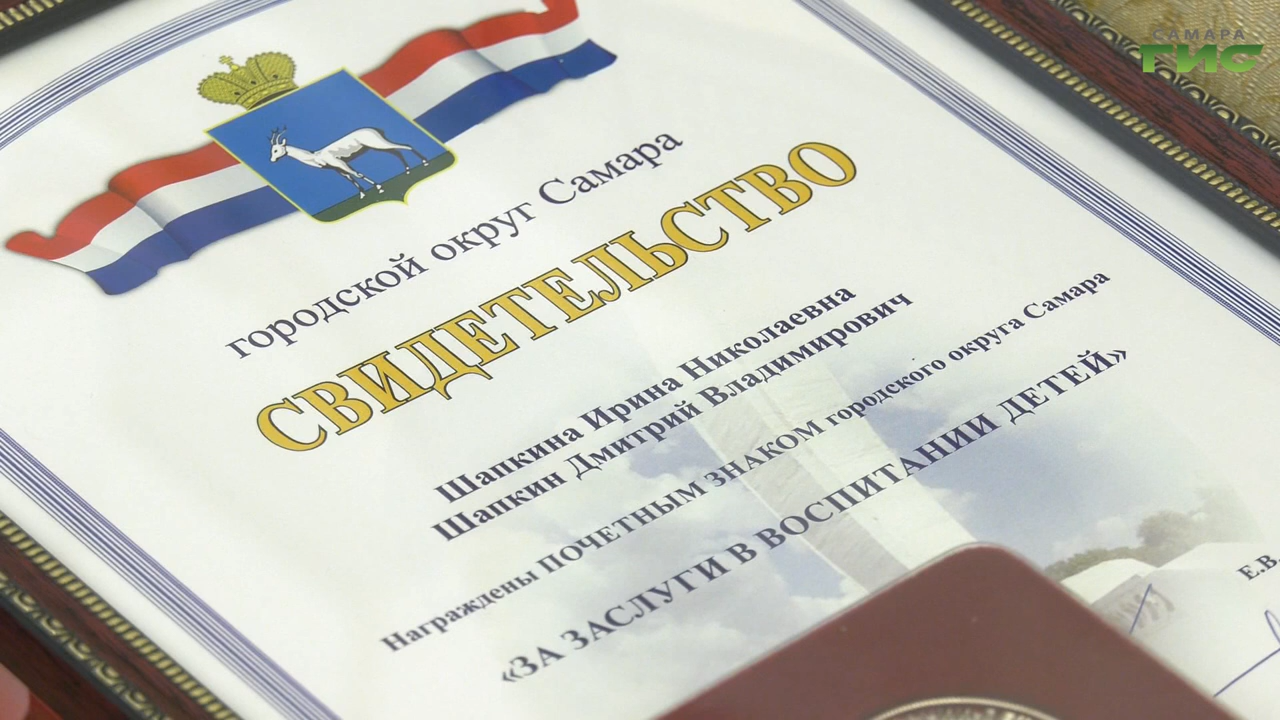 САМАРА
ГИС
городской округ Самара
СВИДЕТЕЛЬСТВО
Шапкина Ирина Николаевна
Шапкин Дмитрий Владимирович
Награждены ПОЧЕТНЫМ ЗНАКОМ городского округа Самара
«ЗА ЗАСЛУГИ В ВОСПИТАНИИ ДЕТЕЙ»
Е.В.